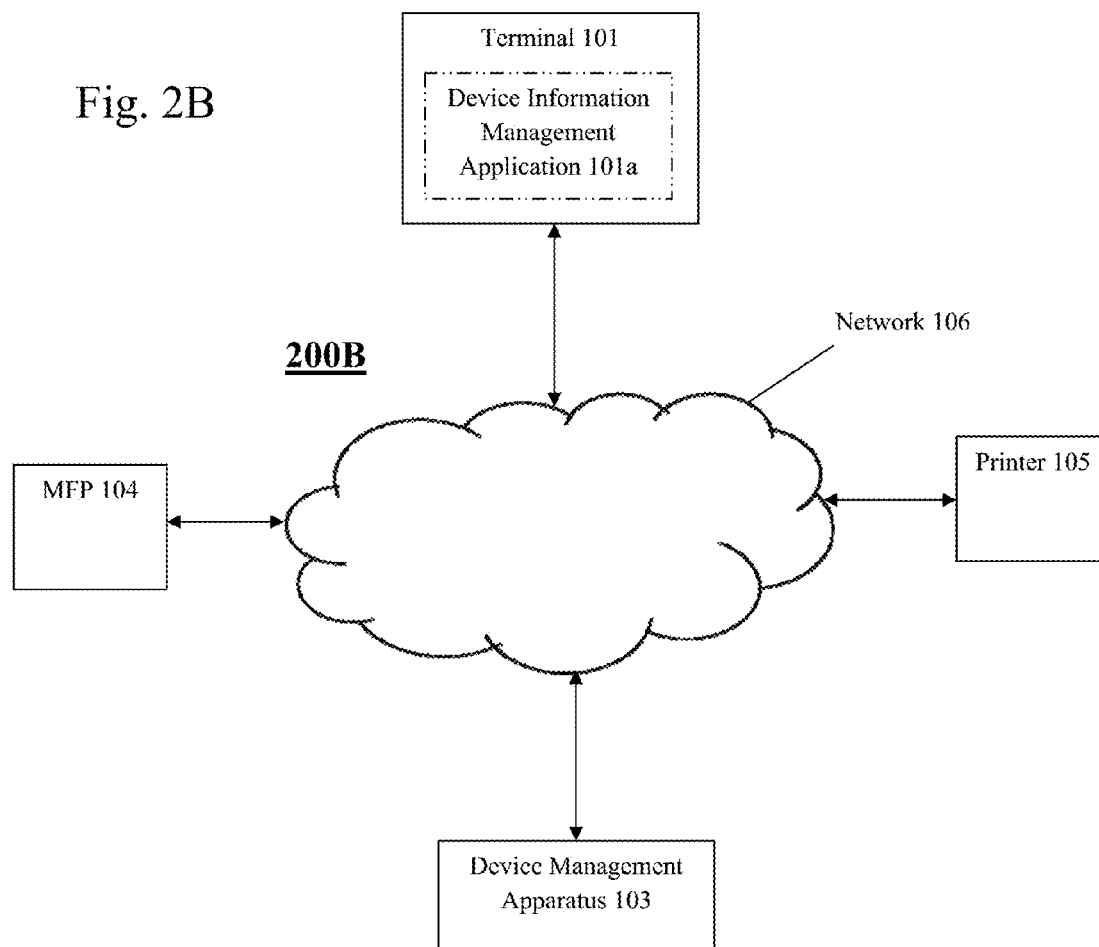 Terminal 101
Fig. 2B
Device Information
Management
Application 101a
Network 106
200B
MFP 104
Printer 105
Device Management
Apparatus 103